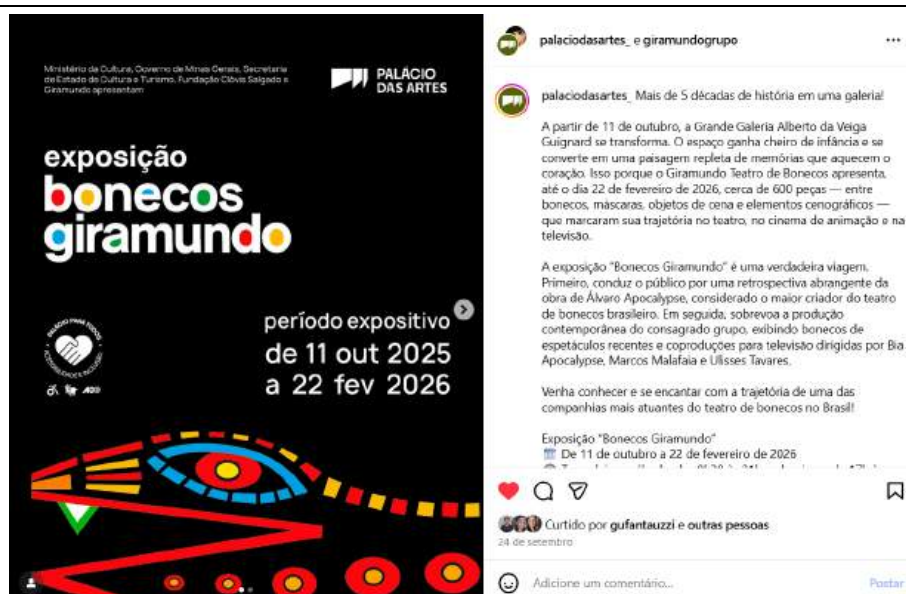 Ministério da Cultura, Governo de Minas Gerais, Secretaria
de Estado de Cultura e Turismo, Fundação Clóvis Salgado e
Giramundo apresentam
PALÁCIO
DAS ARTES
exposição
bonecos
giramundo
PALÁCIO PARA TODOS
ACESSIBILIDADE E INCLUSÃO
período expositivo
de 11 out 2025
a 22 fev 2026
palaciodasartes_ e giramundogrupo
palaciodasartes_ Mais de 5 décadas de história em uma galeria!
A partir de 11 de outubro, a Grande Galeria Alberto da Veiga
Guignard se transforma. O espaço ganha cheiro de infância e se
converte em uma paisagem repleta de memórias que aquecem o
coração. Isso porque o Giramundo Teatro de Bonecos apresenta,
até o dia 22 de fevereiro de 2026, cerca de 600 peças — entre
bonecos, máscaras, objetos de cena e elementos cenográficos —
que marcaram sua trajetória no teatro, no cinema de animação e na
televisão.
A exposição "Bonecos Giramundo" é uma verdadeira viagem.
Primeiro, conduz o público por uma retrospectiva abrangente da
obra de Álvaro Apocalypse, considerado o maior criador do teatro
de bonecos brasileiro. Em seguida, sobrevoa a produção
contemporânea do consagrado grupo, exibindo bonecos de
espetáculos recentes e coproduções para televisão dirigidas por Bia
Apocalypse, Marcos Malafaia e Ulisses Tavares.
Venha conhecer e se encantar com a trajetória de uma das
companhias mais atuantes do teatro de bonecos no Brasil!
Exposição "Bonecos Giramundo"
De 11 de outubro a 22 de fevereiro de 2026
Curtido por gufantauzzi e outras pessoas
24 de setembro
Adicione um comentário...
Postar